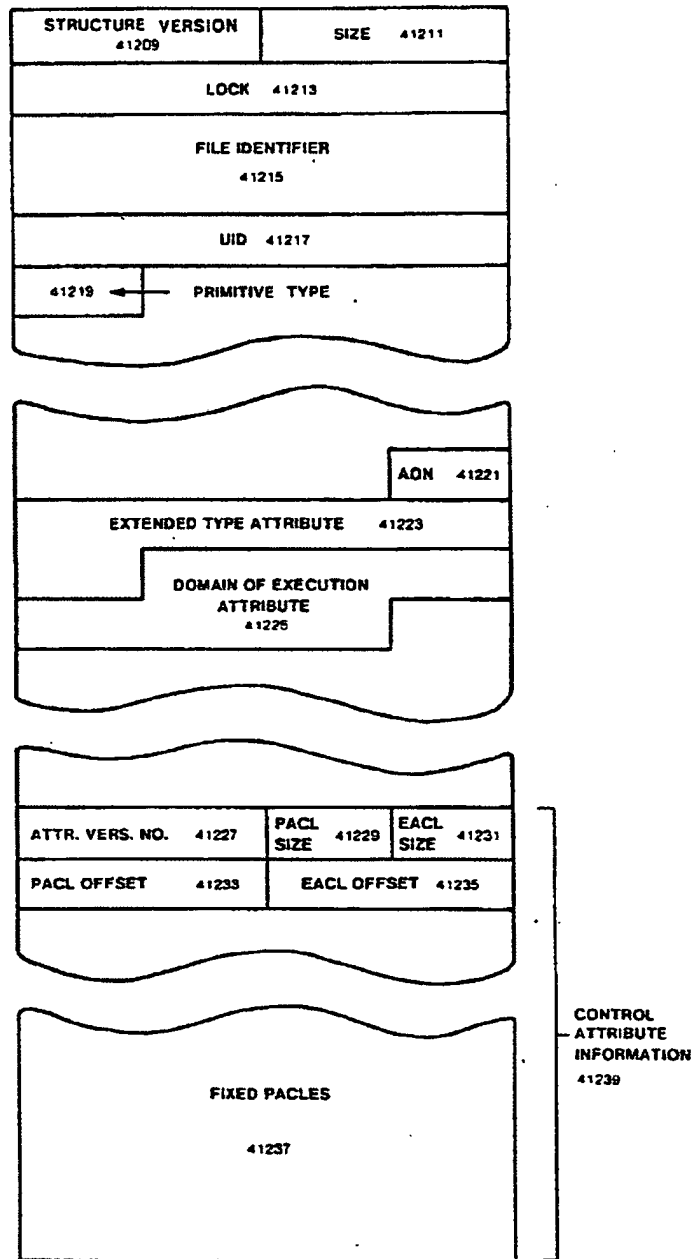 STRUCTURE VERSION
41209
SIZE 41211
LOCK 41213
FILE IDENTIFIER
41215
UID 41217
41219
PRIMITIVE TYPE
AON 41221
EXTENDED TYPE ATTRIBUTE 41223
DOMAIN OF EXECUTION
ATTRIBUTE
41225
ATTR. VERS. NO. 41227
PACL
SIZE 41229
EACL
SIZE 41231
PACL OFFSET 41233
EACL OFFSET 41235
CONTROL
ATTRIBUTE
INFORMATION
41239
FIXED PACLES
41237